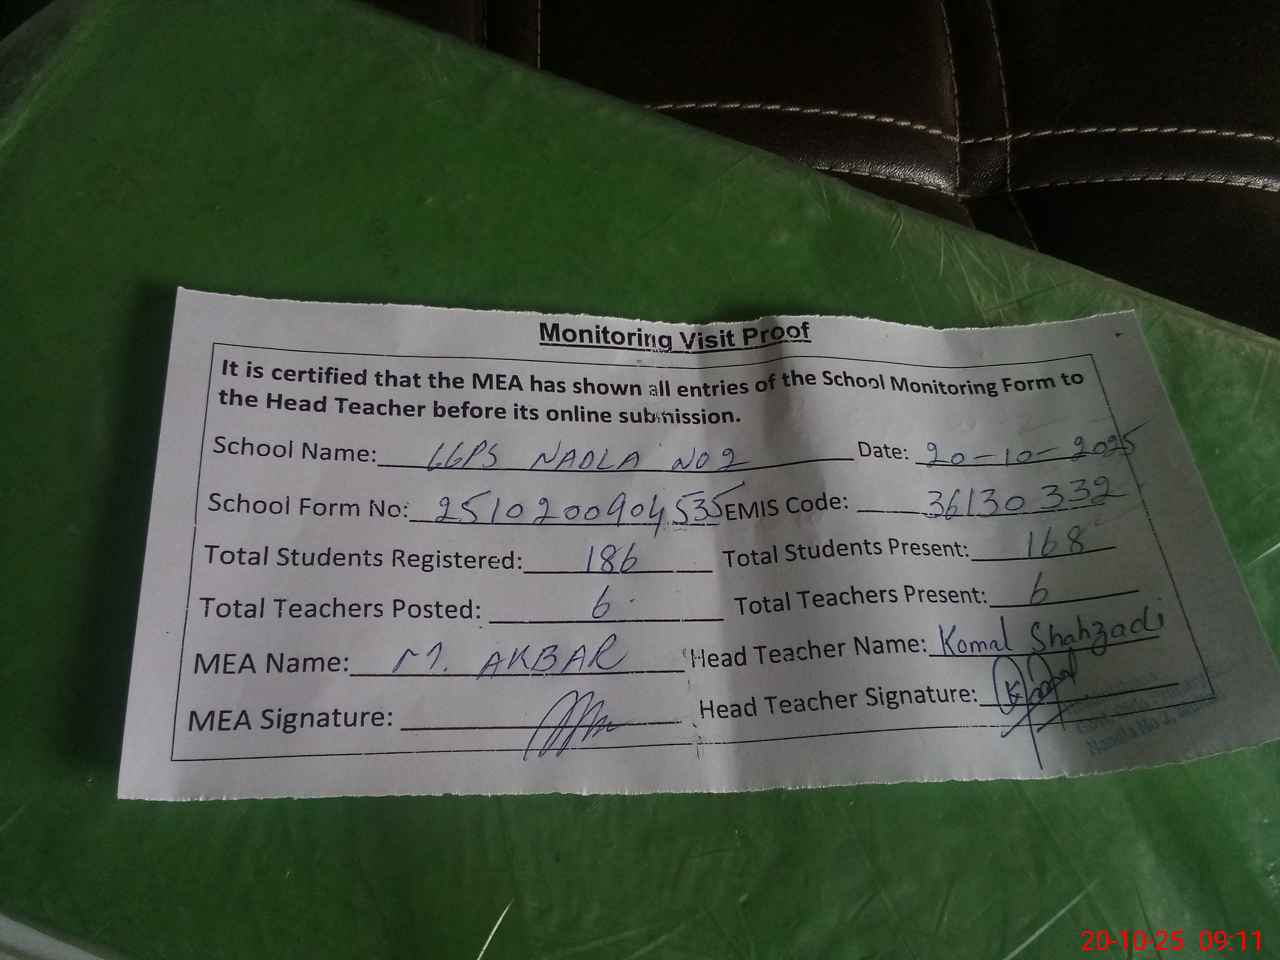 Monitoring Visit Proof
It is certified that the MEA has shown all entries of the School Monitoring Form to
the Head Teacher before its online submission.
School Name: GGPS NADLA NO 2 Date: 20-10-2025
School Form No: 2510200904535 EMIS Code: 36130332
Total Students Registered: 186 Total Students Present: 168
Total Teachers Posted: 6 Total Teachers Present: 6
MEA Name: M. AKBAR Head Teacher Name: Komal Shahzadi
MEA Signature: Head Teacher Signature:
20-10-25 09:11